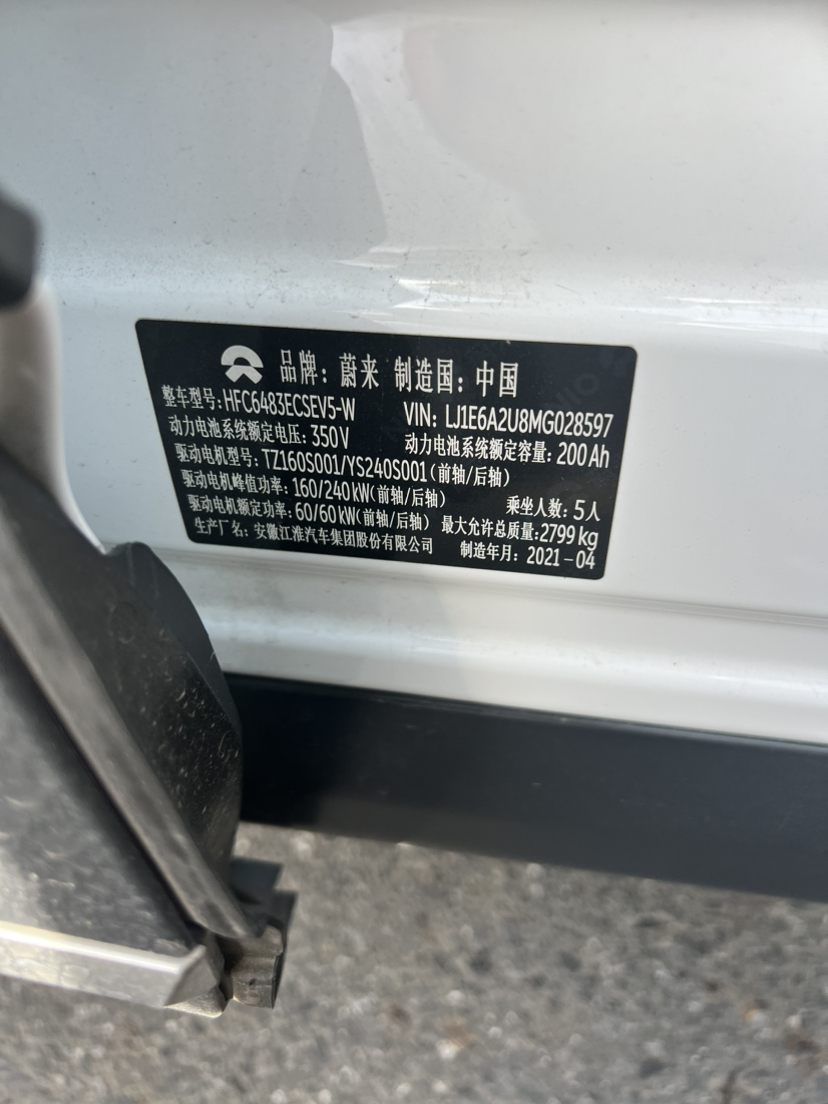 品牌：蔚来 制造国：中国
整车型号：HFC6483ECSEV5-W VIN: LJ1E6A2U8MG028597
动力电池系统额定电压：350V 动力电池系统额定容量：200Ah
驱动电机型号：TZ160S001/YS240S001（前轴/后轴）
驱动电机峰值功率：160/240kW（前轴/后轴） 乘坐人数：5人
驱动电机额定功率：60/60kW（前轴/后轴） 最大允许总质量：2799kg
生产厂名：安徽江淮汽车集团股份有限公司 制造年月：2021-04